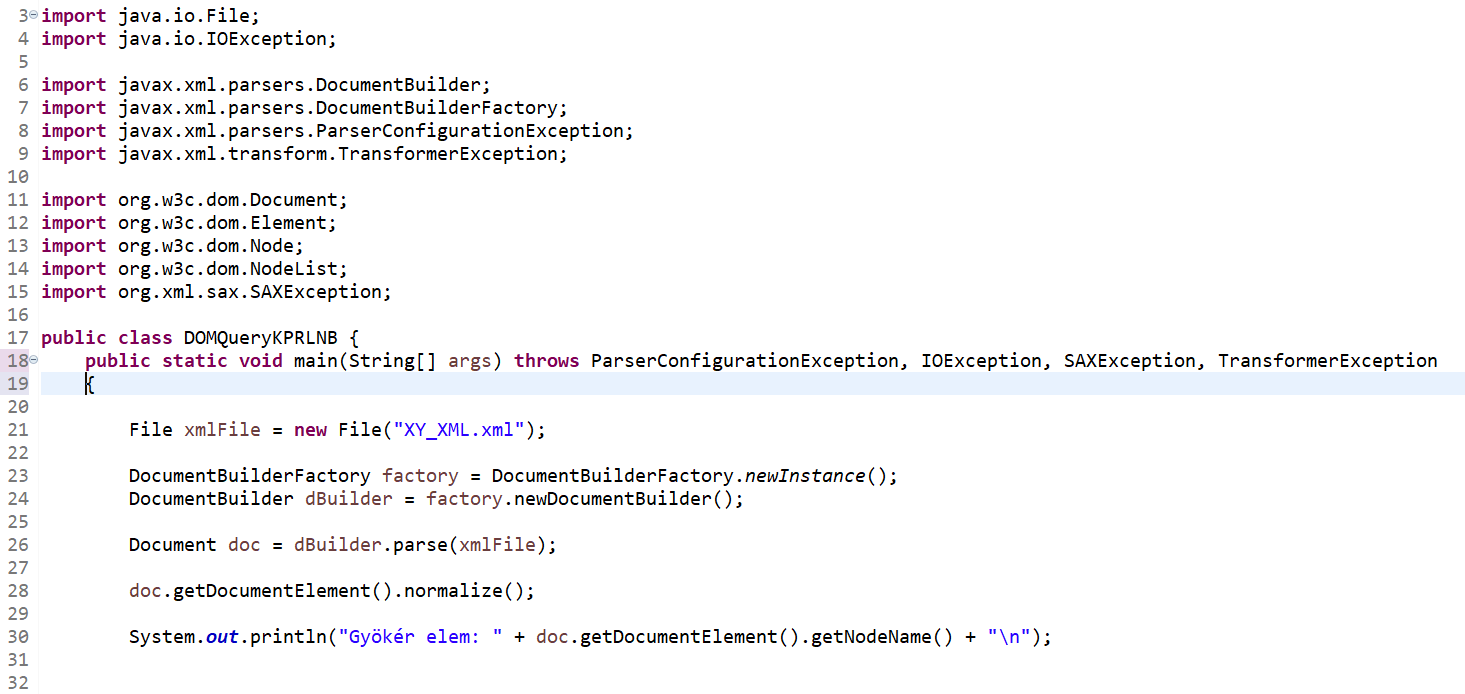 3 import java.io.File;
4 import java.io.IOException;
5
6 import javax.xml.parsers.DocumentBuilder;
7 import javax.xml.parsers.DocumentBuilderFactory;
8 import javax.xml.parsers.ParserConfigurationException;
9 import javax.xml.transform.TransformerException;
10
11 import org.w3c.dom.Document;
12 import org.w3c.dom.Element;
13 import org.w3c.dom.Node;
14 import org.w3c.dom.NodeList;
15 import org.xml.sax.SAXException;
16
17 public class DOMQueryKPRLNB {
18     public static void main(String[] args) throws ParserConfigurationException, IOException, SAXException, TransformerException
19     {
20
21         File xmlFile = new File("XY_XML.xml");
22
23         DocumentBuilderFactory factory = DocumentBuilderFactory.newInstance();
24         DocumentBuilder dBuilder = factory.newDocumentBuilder();
25
26         Document doc = dBuilder.parse(xmlFile);
27
28         doc.getDocumentElement().normalize();
29
30         System.out.println("Gyökér elem: " + doc.getDocumentElement().getNodeName() + "\n");
31
32